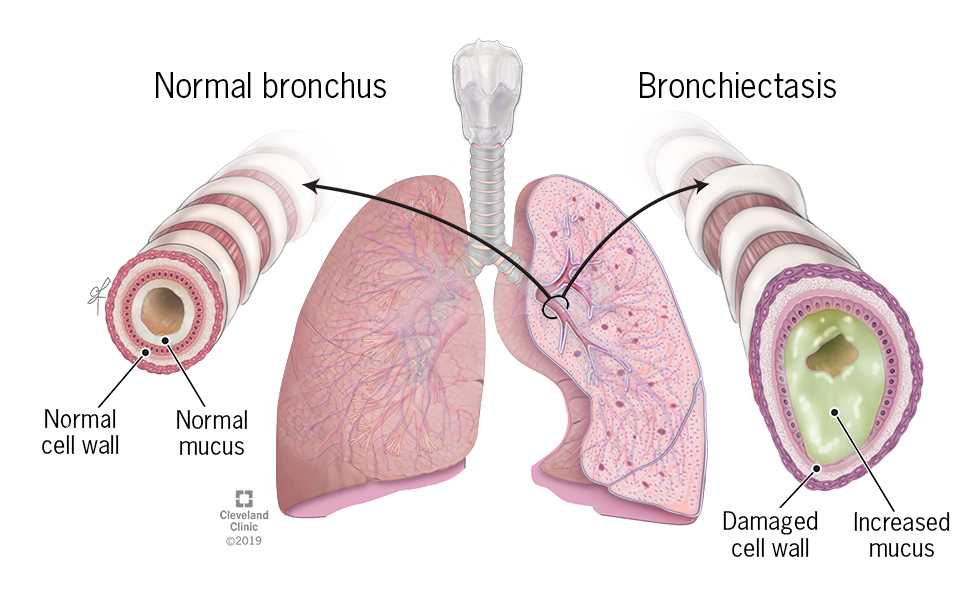 Normal bronchus
Bronchiectasis
Normal
cell wall
Normal
mucus
Cleveland
Clinic
©2019
Damaged
cell wall
Increased
mucus